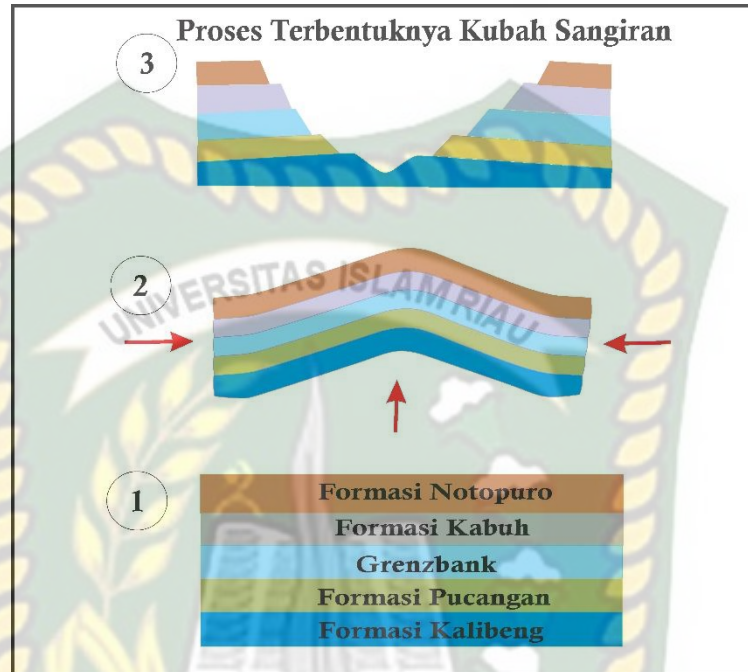 Proses Terbentuknya Kubah Sangiran
3
2
UNIVERSITAS ISLAM RIAU
1
Formasi Notopuro
Formasi Kabuh
Grenzbank
Formasi Pucangan
Formasi Kalibeng